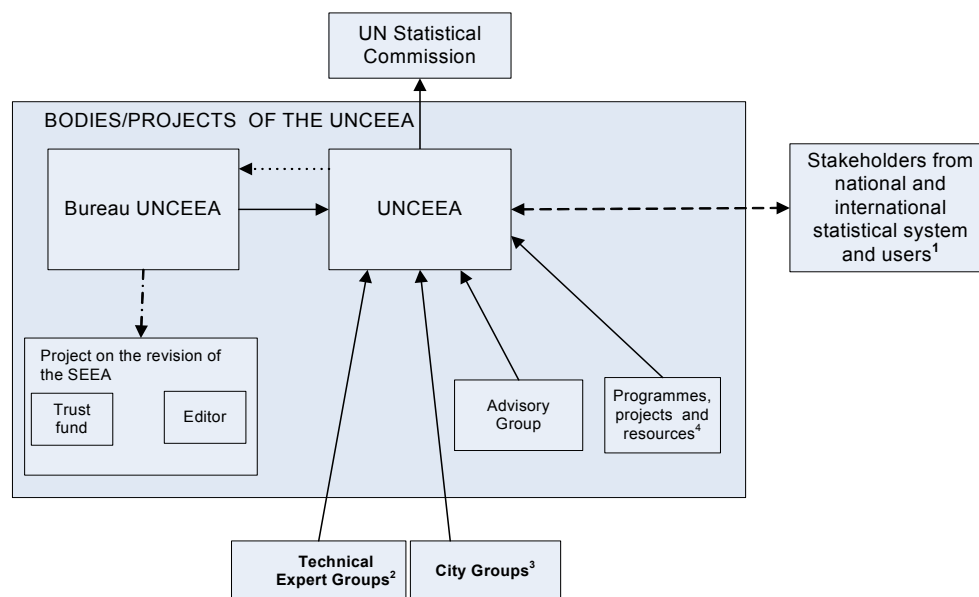 UN Statistical
Commission
BODIES/PROJECTS OF THE UNCEEA
Bureau UNCEEA
UNCEEA
Stakeholders from
national and
international
statistical system
and users¹
Project on the revision of
the SEEA
Trust
fund
Editor
Advisory
Group
Programmes,
projects and
resources⁴
Technical
Expert Groups²
City Groups³